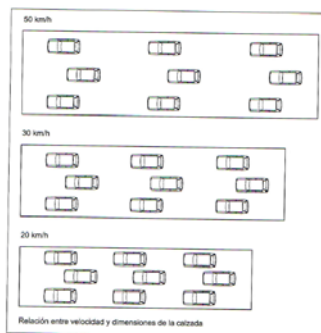 50 km/h
30 km/h
20 km/h
Relación entre velocidad y dimensiones de la calzada